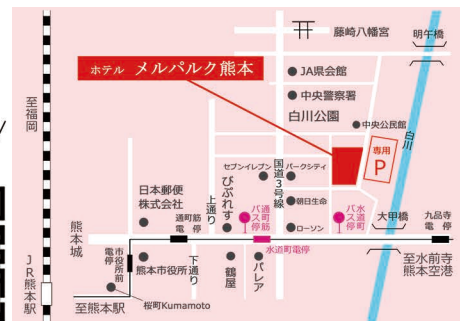 藤崎八幡宮
明午橋
ホテル メルパルク熊本
JA県会館
中央警察署
白川公園
中央公民館
白川
専用
P
至福岡
セブンイレブン
パークシティ
国道3号線
日本郵便
株式会社
上通り
びぷれす
通町筋
バス停
朝日生命
水道町
バス停
大甲橋
九品寺
電停
通町筋
電停
ローソン
熊本城
市役所前
電停
熊本市役所
下通り
鶴屋
水道町電停
パレア
至水前寺
熊本空港
JR熊本駅
至熊本駅
桜町Kumamoto